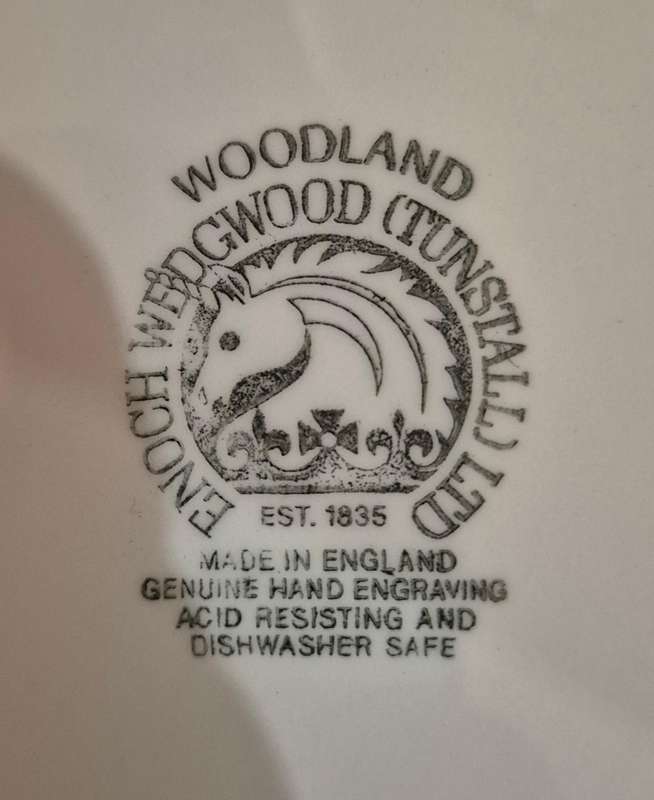 WOODLAND
ENOCH WEDGWOOD (TUNSTALL) LTD
EST. 1835
MADE IN ENGLAND
GENUINE HAND ENGRAVING
ACID RESISTING AND
DISHWASHER SAFE